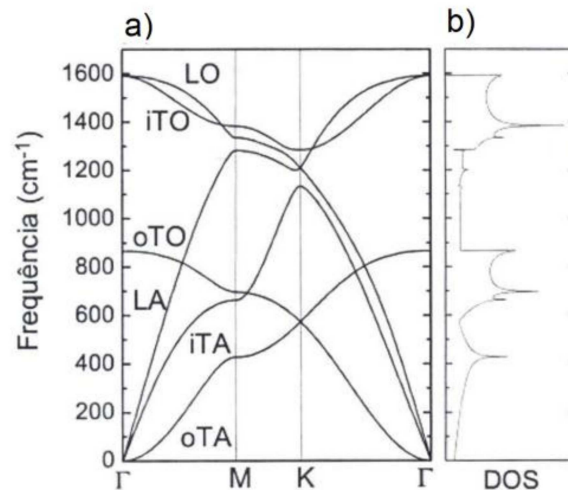 a)
b)
Frequência (cm⁻¹)
1600
1400
1200
1000
800
600
400
200
0
LO
iTO
oTO
LA
iTA
oTA
Γ M K Γ
DOS